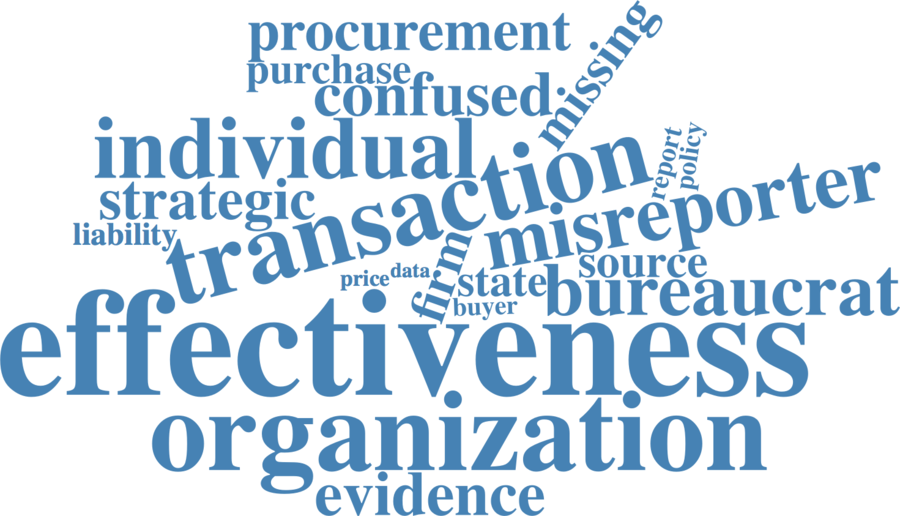 procurement
missing
purchase
confused
individual
report
policy
transaction
strategic
misreporter
liability
firm
source
price
data
state
bureaucrat
buyer
effectiveness
organization
evidence